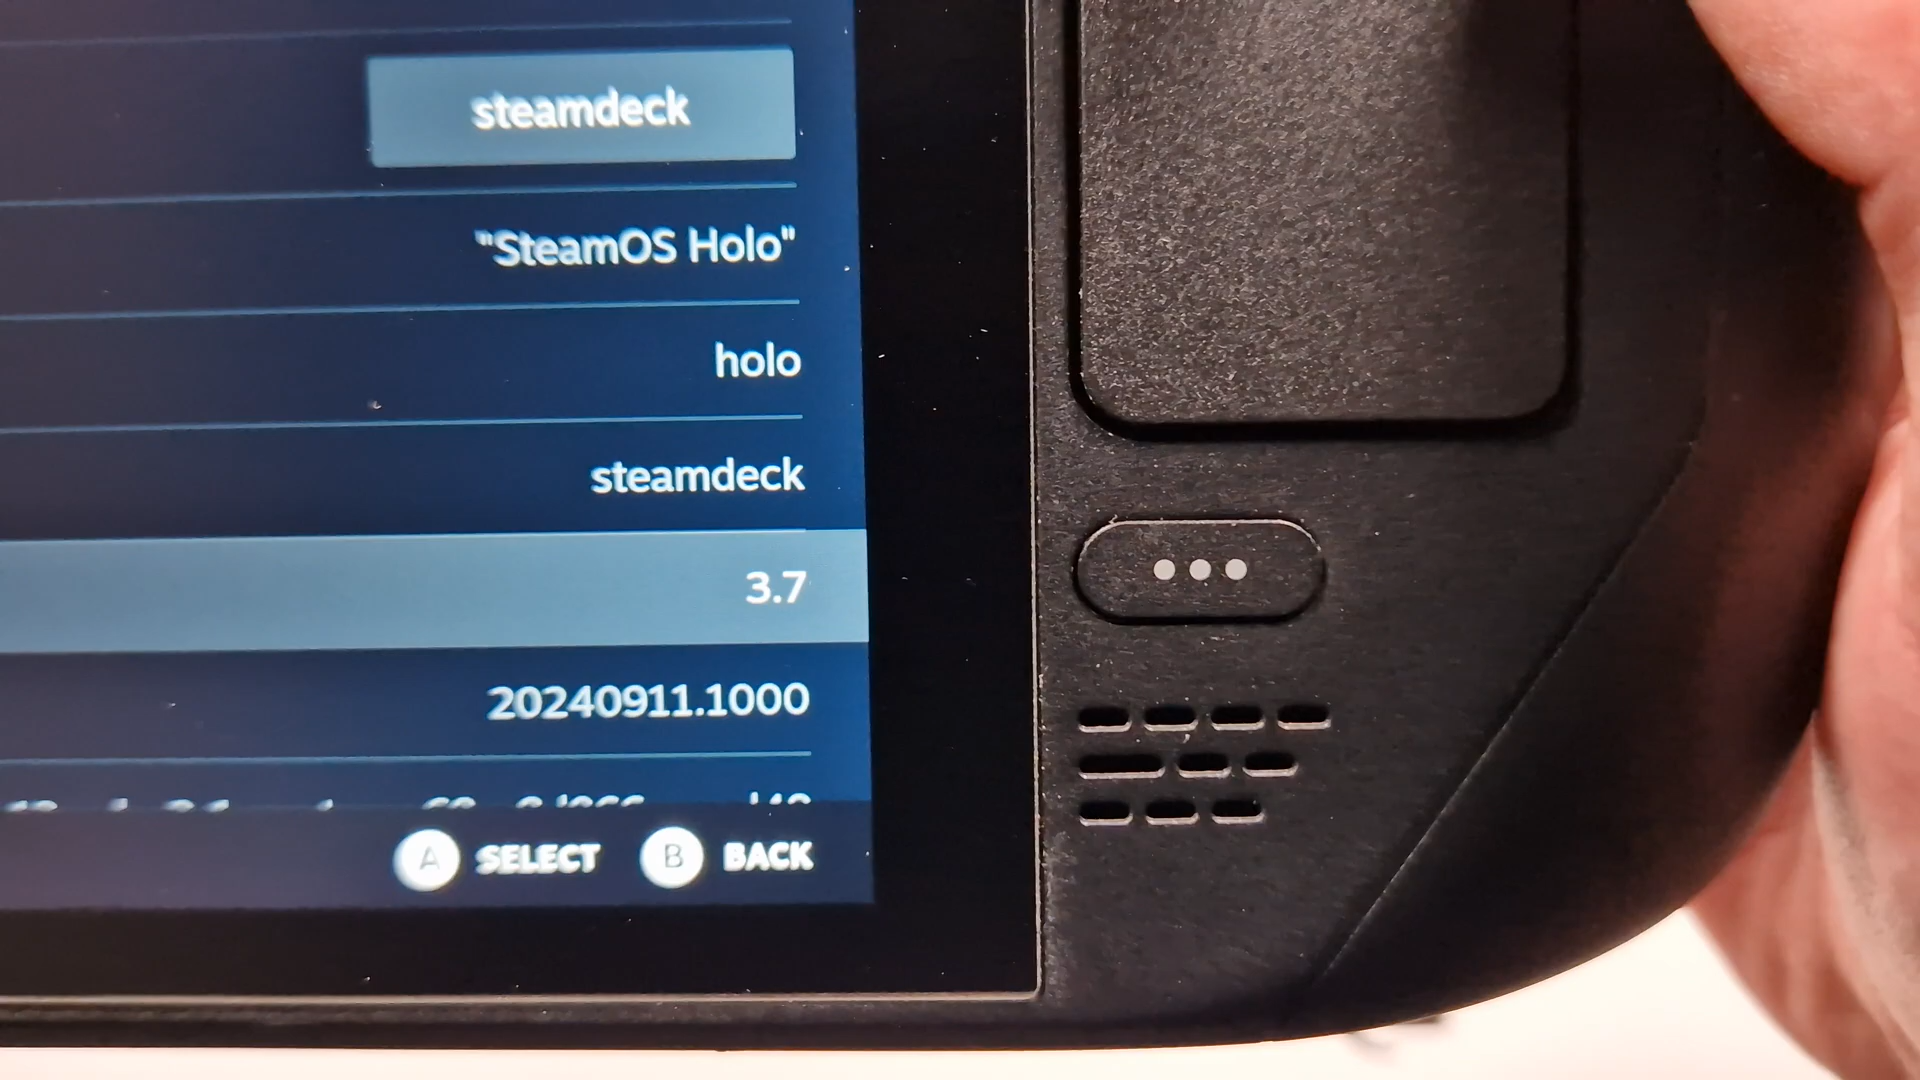 steamdeck
"SteamOS Holo"
holo
steamdeck
3.7
20240911.1000
A SELECT B BACK